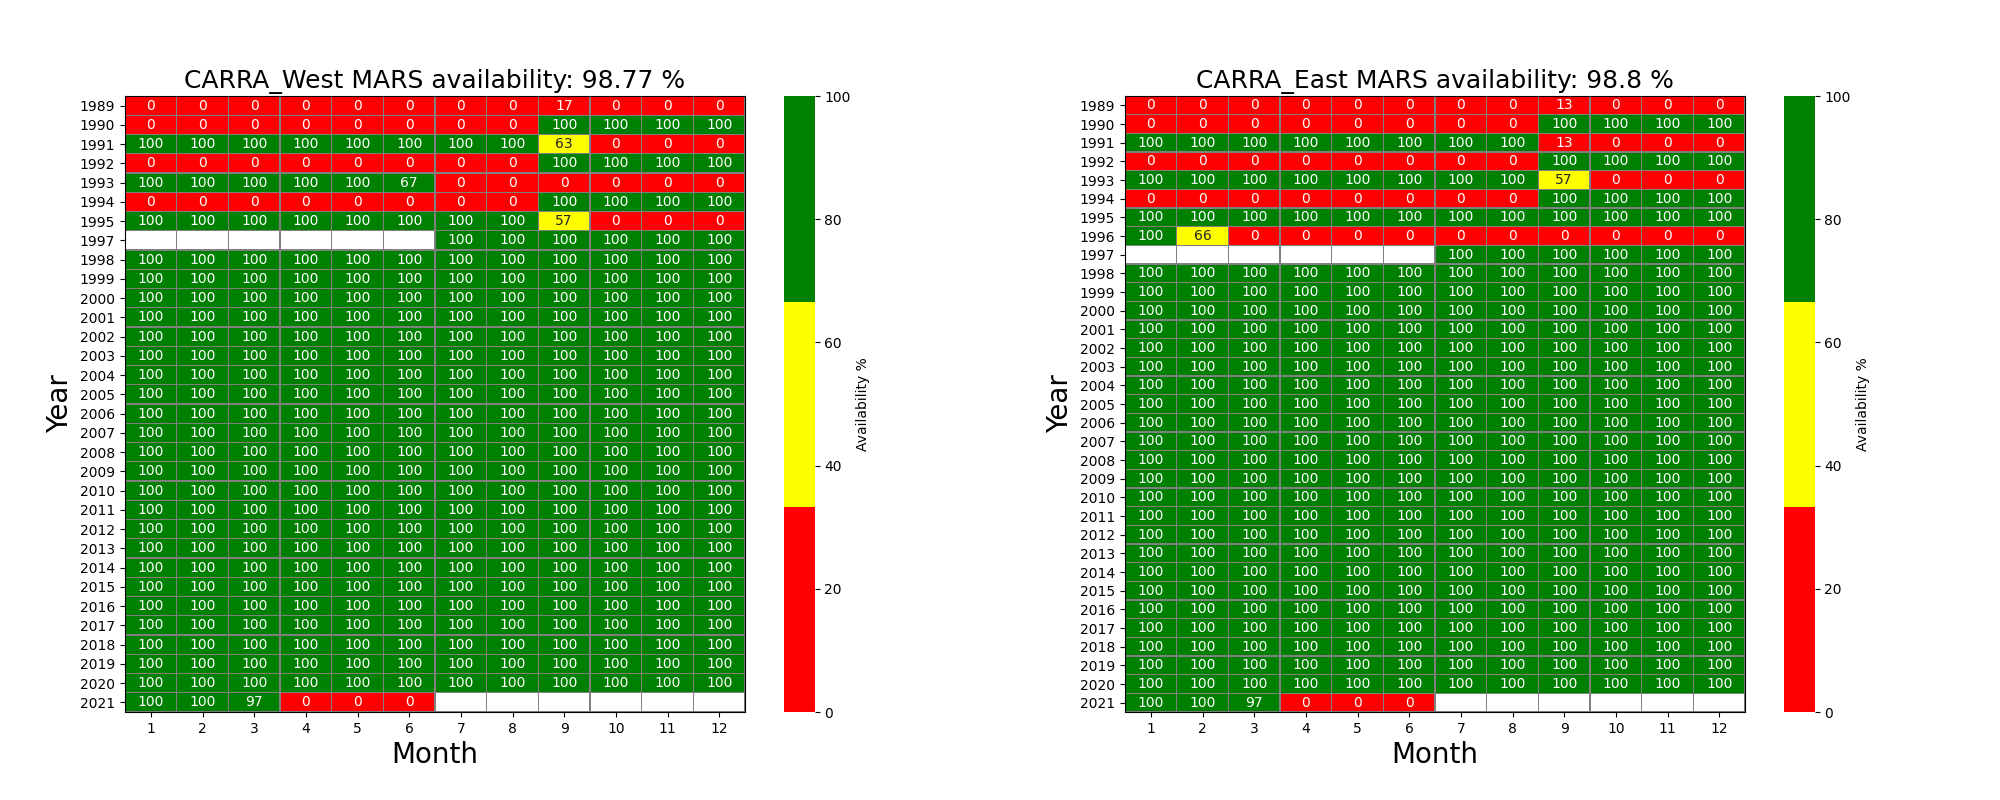 CARRA_West MARS availability: 98.77 %
1989 0 0 0 0 0 0 0 0 17 0 0 0
1990 0 0 0 0 0 0 0 0 100 100 100 100
1991 100 100 100 100 100 100 100 100 63 0 0 0
1992 0 0 0 0 0 0 0 0 100 100 100 100
1993 100 100 100 100 100 67 0 0 0 0 0 0
1994 0 0 0 0 0 0 0 0 100 100 100 100
1995 100 100 100 100 100 100 100 100 57 0 0 0
1997 100 100 100 100 100 100
1998 100 100 100 100 100 100 100 100 100 100 100 100
1999 100 100 100 100 100 100 100 100 100 100 100 100
2000 100 100 100 100 100 100 100 100 100 100 100 100
2001 100 100 100 100 100 100 100 100 100 100 100 100
2002 100 100 100 100 100 100 100 100 100 100 100 100
2003 100 100 100 100 100 100 100 100 100 100 100 100
2004 100 100 100 100 100 100 100 100 100 100 100 100
2005 100 100 100 100 100 100 100 100 100 100 100 100
2006 100 100 100 100 100 100 100 100 100 100 100 100
2007 100 100 100 100 100 100 100 100 100 100 100 100
2008 100 100 100 100 100 100 100 100 100 100 100 100
2009 100 100 100 100 100 100 100 100 100 100 100 100
2010 100 100 100 100 100 100 100 100 100 100 100 100
2011 100 100 100 100 100 100 100 100 100 100 100 100
2012 100 100 100 100 100 100 100 100 100 100 100 100
2013 100 100 100 100 100 100 100 100 100 100 100 100
2014 100 100 100 100 100 100 100 100 100 100 100 100
2015 100 100 100 100 100 100 100 100 100 100 100 100
2016 100 100 100 100 100 100 100 100 100 100 100 100
2017 100 100 100 100 100 100 100 100 100 100 100 100
2018 100 100 100 100 100 100 100 100 100 100 100 100
2019 100 100 100 100 100 100 100 100 100 100 100 100
2020 100 100 100 100 100 100 100 100 100 100 100 100
2021 100 100 97 0 0 0
1 2 3 4 5 6 7 8 9 10 11 12
Month
Year
100
80
60
40
20
0
Availability %
CARRA_East MARS availability: 98.8 %
1989 0 0 0 0 0 0 0 0 13 0 0 0
1990 0 0 0 0 0 0 0 0 100 100 100 100
1991 100 100 100 100 100 100 100 100 13 0 0 0
1992 0 0 0 0 0 0 0 0 100 100 100 100
1993 100 100 100 100 100 100 100 100 57 0 0 0
1994 0 0 0 0 0 0 0 0 100 100 100 100
1995 100 100 100 100 100 100 100 100 100 100 100 100
1996 100 66 0 0 0 0 0 0 0 0 0 0
1997 100 100 100 100 100 100
1998 100 100 100 100 100 100 100 100 100 100 100 100
1999 100 100 100 100 100 100 100 100 100 100 100 100
2000 100 100 100 100 100 100 100 100 100 100 100 100
2001 100 100 100 100 100 100 100 100 100 100 100 100
2002 100 100 100 100 100 100 100 100 100 100 100 100
2003 100 100 100 100 100 100 100 100 100 100 100 100
2004 100 100 100 100 100 100 100 100 100 100 100 100
2005 100 100 100 100 100 100 100 100 100 100 100 100
2006 100 100 100 100 100 100 100 100 100 100 100 100
2007 100 100 100 100 100 100 100 100 100 100 100 100
2008 100 100 100 100 100 100 100 100 100 100 100 100
2009 100 100 100 100 100 100 100 100 100 100 100 100
2010 100 100 100 100 100 100 100 100 100 100 100 100
2011 100 100 100 100 100 100 100 100 100 100 100 100
2012 100 100 100 100 100 100 100 100 100 100 100 100
2013 100 100 100 100 100 100 100 100 100 100 100 100
2014 100 100 100 100 100 100 100 100 100 100 100 100
2015 100 100 100 100 100 100 100 100 100 100 100 100
2016 100 100 100 100 100 100 100 100 100 100 100 100
2017 100 100 100 100 100 100 100 100 100 100 100 100
2018 100 100 100 100 100 100 100 100 100 100 100 100
2019 100 100 100 100 100 100 100 100 100 100 100 100
2020 100 100 100 100 100 100 100 100 100 100 100 100
2021 100 100 97 0 0 0
1 2 3 4 5 6 7 8 9 10 11 12
Month
Year
100
80
60
40
20
0
Availability %